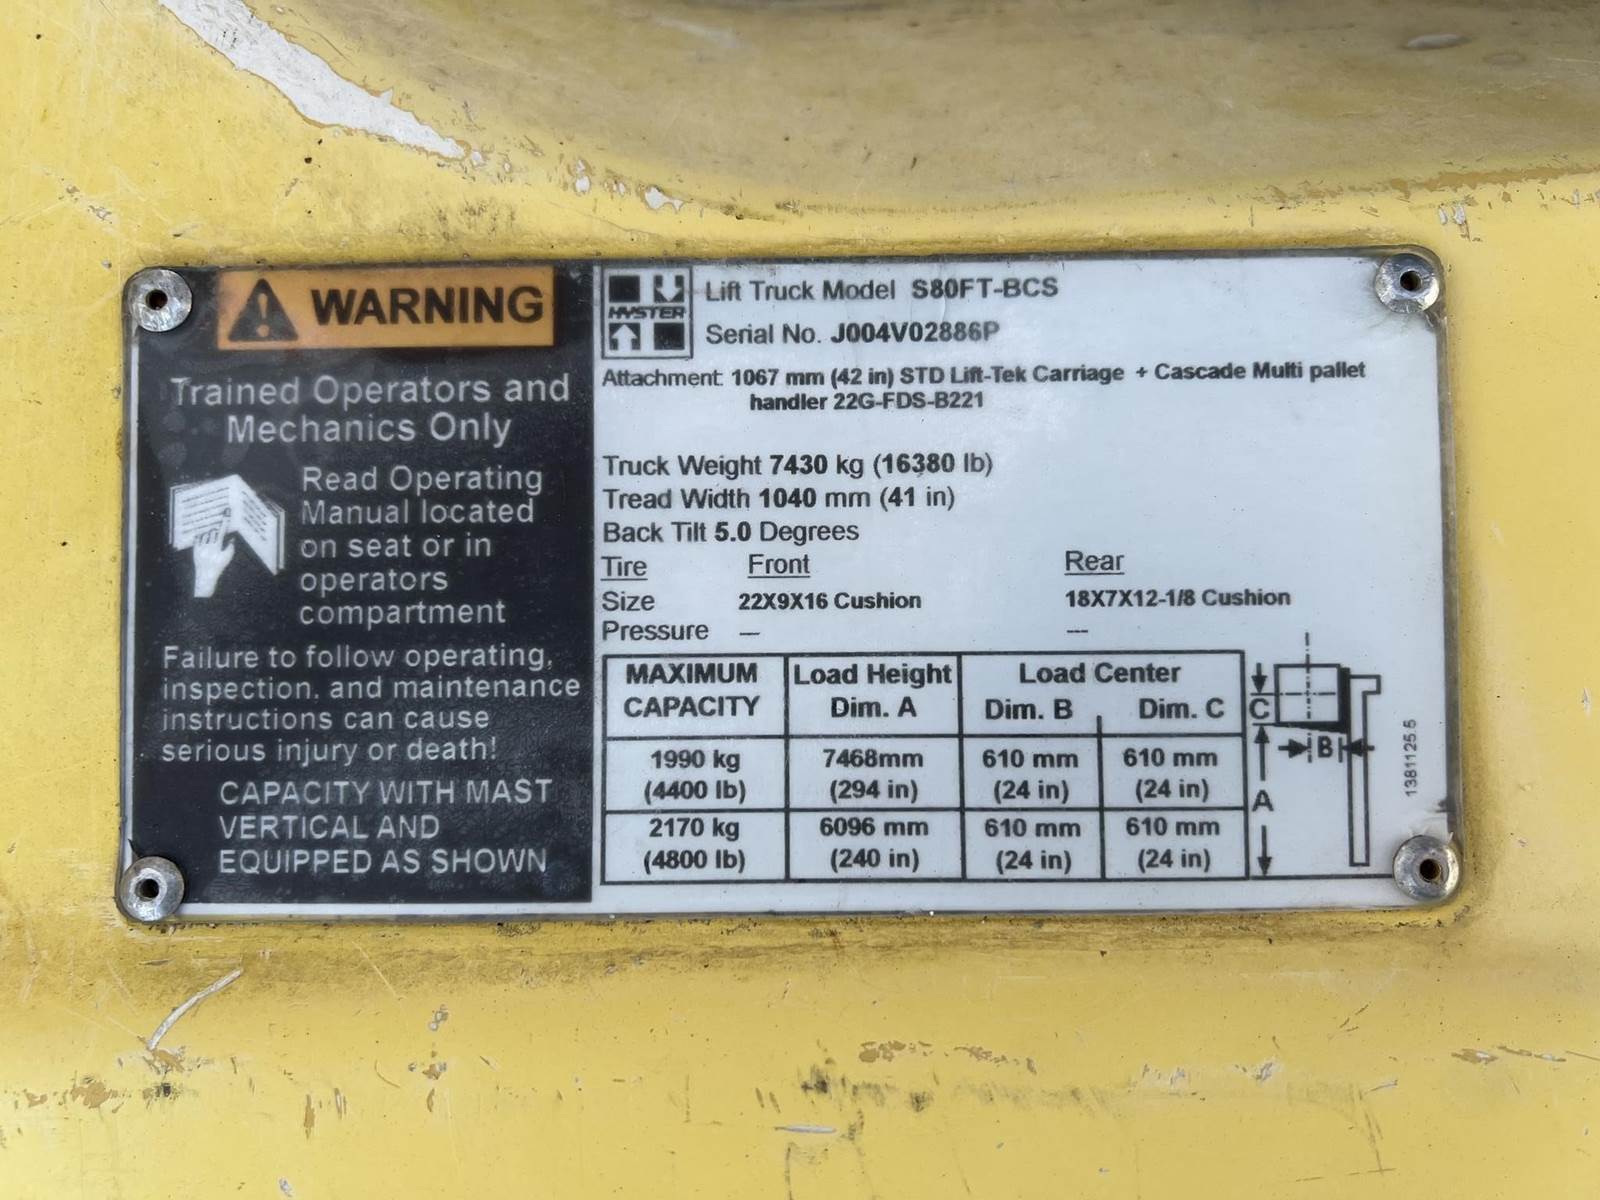 WARNING
Trained Operators and
Mechanics Only
Read Operating
Manual located
on seat or in
operators
compartment
Failure to follow operating,
inspection. and maintenance
instructions can cause
serious injury or death!
CAPACITY WITH MAST
VERTICAL AND
EQUIPPED AS SHOWN
HYSTER
Lift Truck Model S80FT-BCS
Serial No. J004V02886P
Attachment: 1067 mm (42 in) STD Lift-Tek Carriage + Cascade Multi pallet
handler 22G-FDS-B221
Truck Weight 7430 kg (16380 lb)
Tread Width 1040 mm (41 in)
Back Tilt 5.0 Degrees
Tire Front Rear
Size 22X9X16 Cushion 18X7X12-1/8 Cushion
Pressure — ---
MAXIMUM Load Height Load Center
CAPACITY Dim. A Dim. B Dim. C
1990 kg 7468mm 610 mm 610 mm
(4400 lb) (294 in) (24 in) (24 in)
2170 kg 6096 mm 610 mm 610 mm
(4800 lb) (240 in) (24 in) (24 in)
C
B
A
13811255